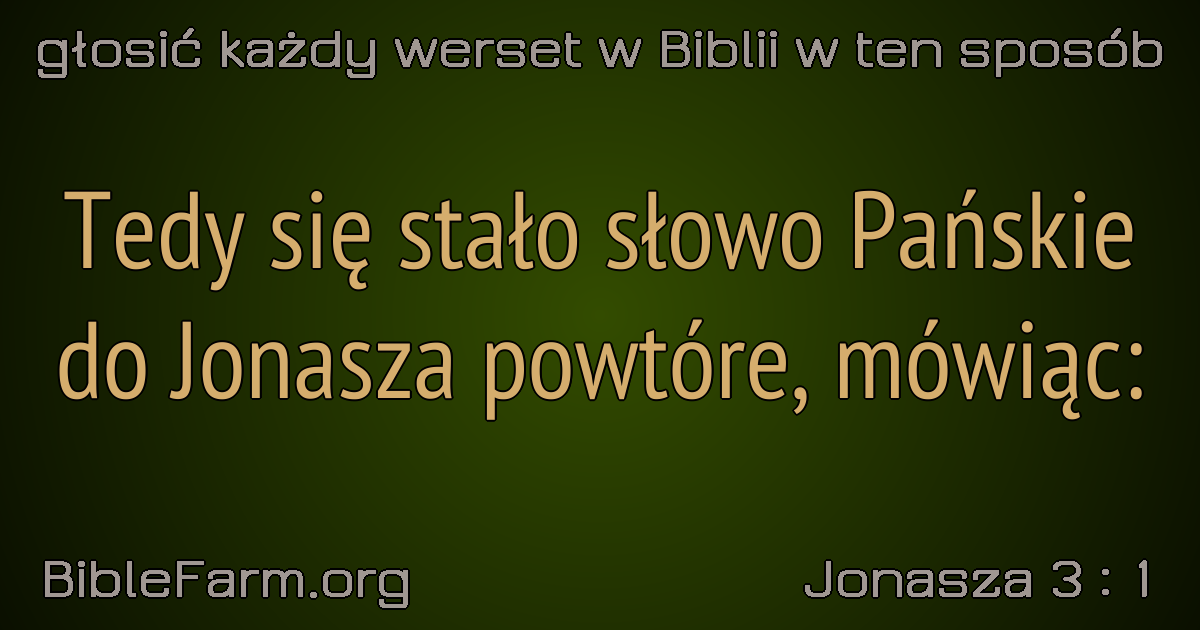 głosić każdy werset w Biblii w ten sposób
Tedy się stało słowo Pańskie
do Jonasza powtóre, mówiąc:
BibleFarm.org
Jonasza 3 : 1